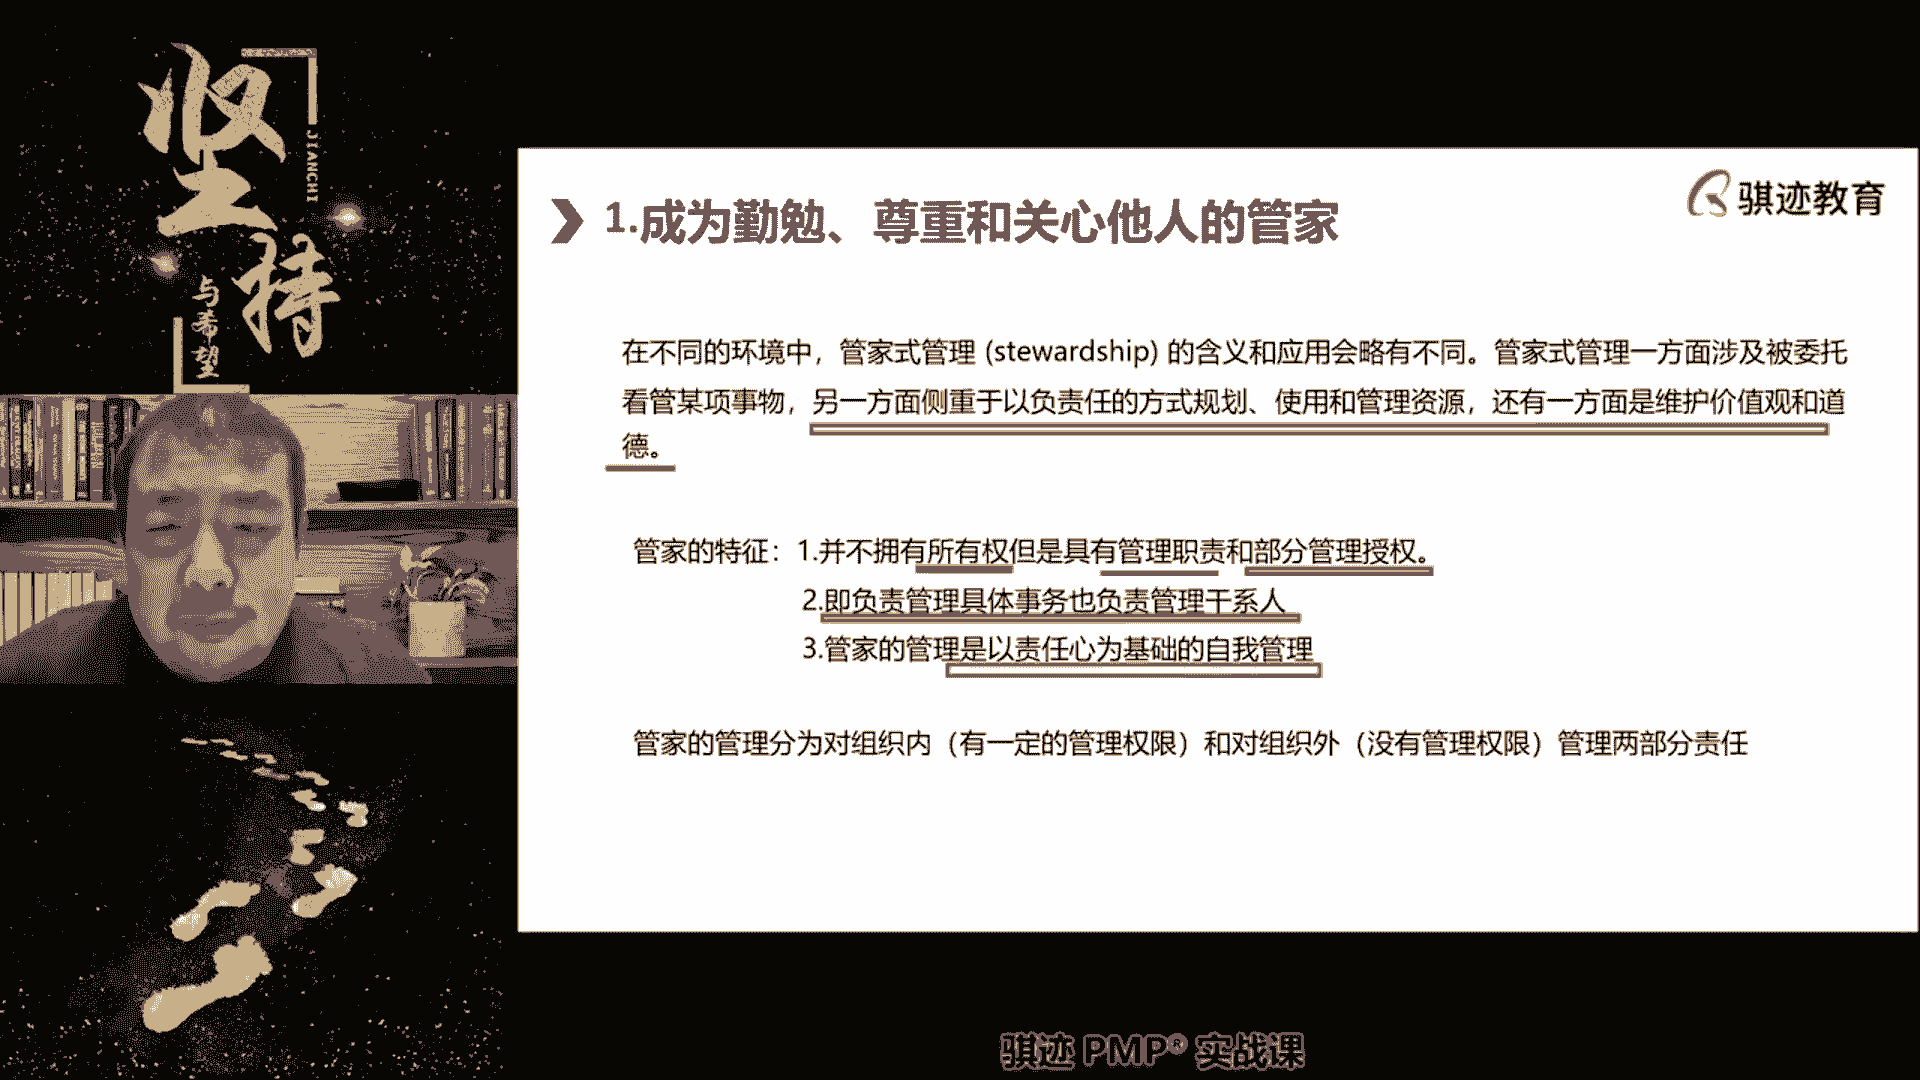 坚持
JIANCHI
与希望
骐迹教育
1.成为勤勉、尊重和关心他人的管家
在不同的环境中，管家式管理 (stewardship) 的含义和应用会略有不同。管家式管理一方面涉及被委托
看管某项事物，另一方面侧重于以负责任的方式规划、使用和管理资源，还有一方面是维护价值观和道
德。
管家的特征：1.并不拥有所有权但是具有管理职责和部分管理授权。
2.即负责管理具体事务也负责管理干系人
3.管家的管理是以责任心为基础的自我管理
管家的管理分为对组织内（有一定的管理权限）和对组织外（没有管理权限）管理两部分责任
骐迹 PMP® 实战课